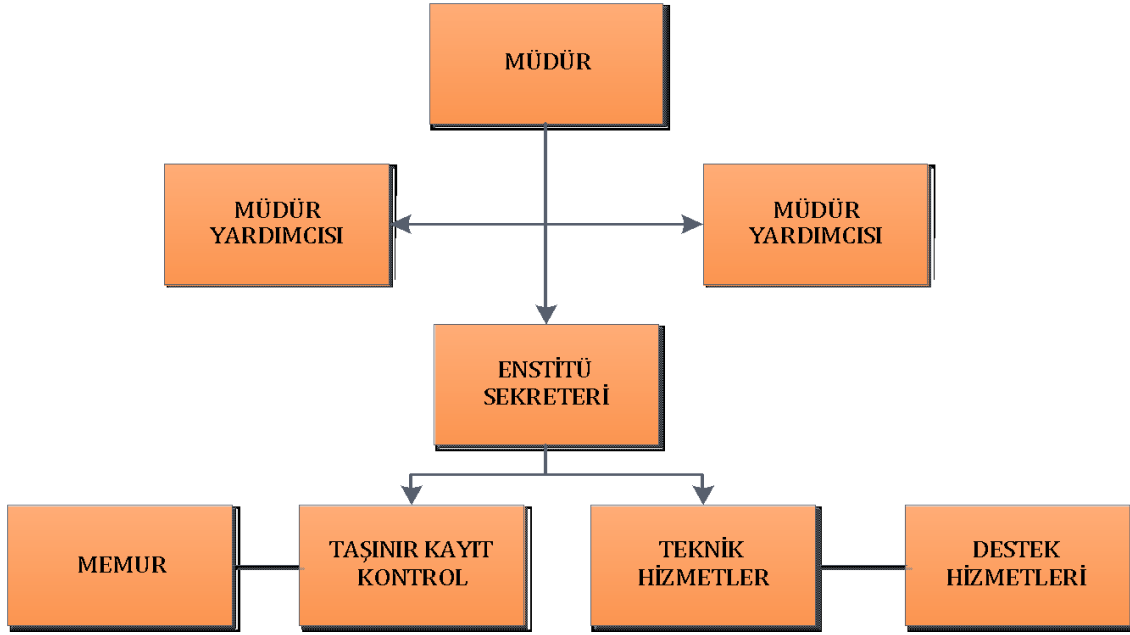 MÜDÜR
MÜDÜR
YARDIMCISI
MÜDÜR
YARDIMCISI
ENSTİTÜ
SEKRETERİ
MEMUR
TAŞINIR KAYIT
KONTROL
TEKNİK
HİZMETLER
DESTEK
HİZMETLERİ